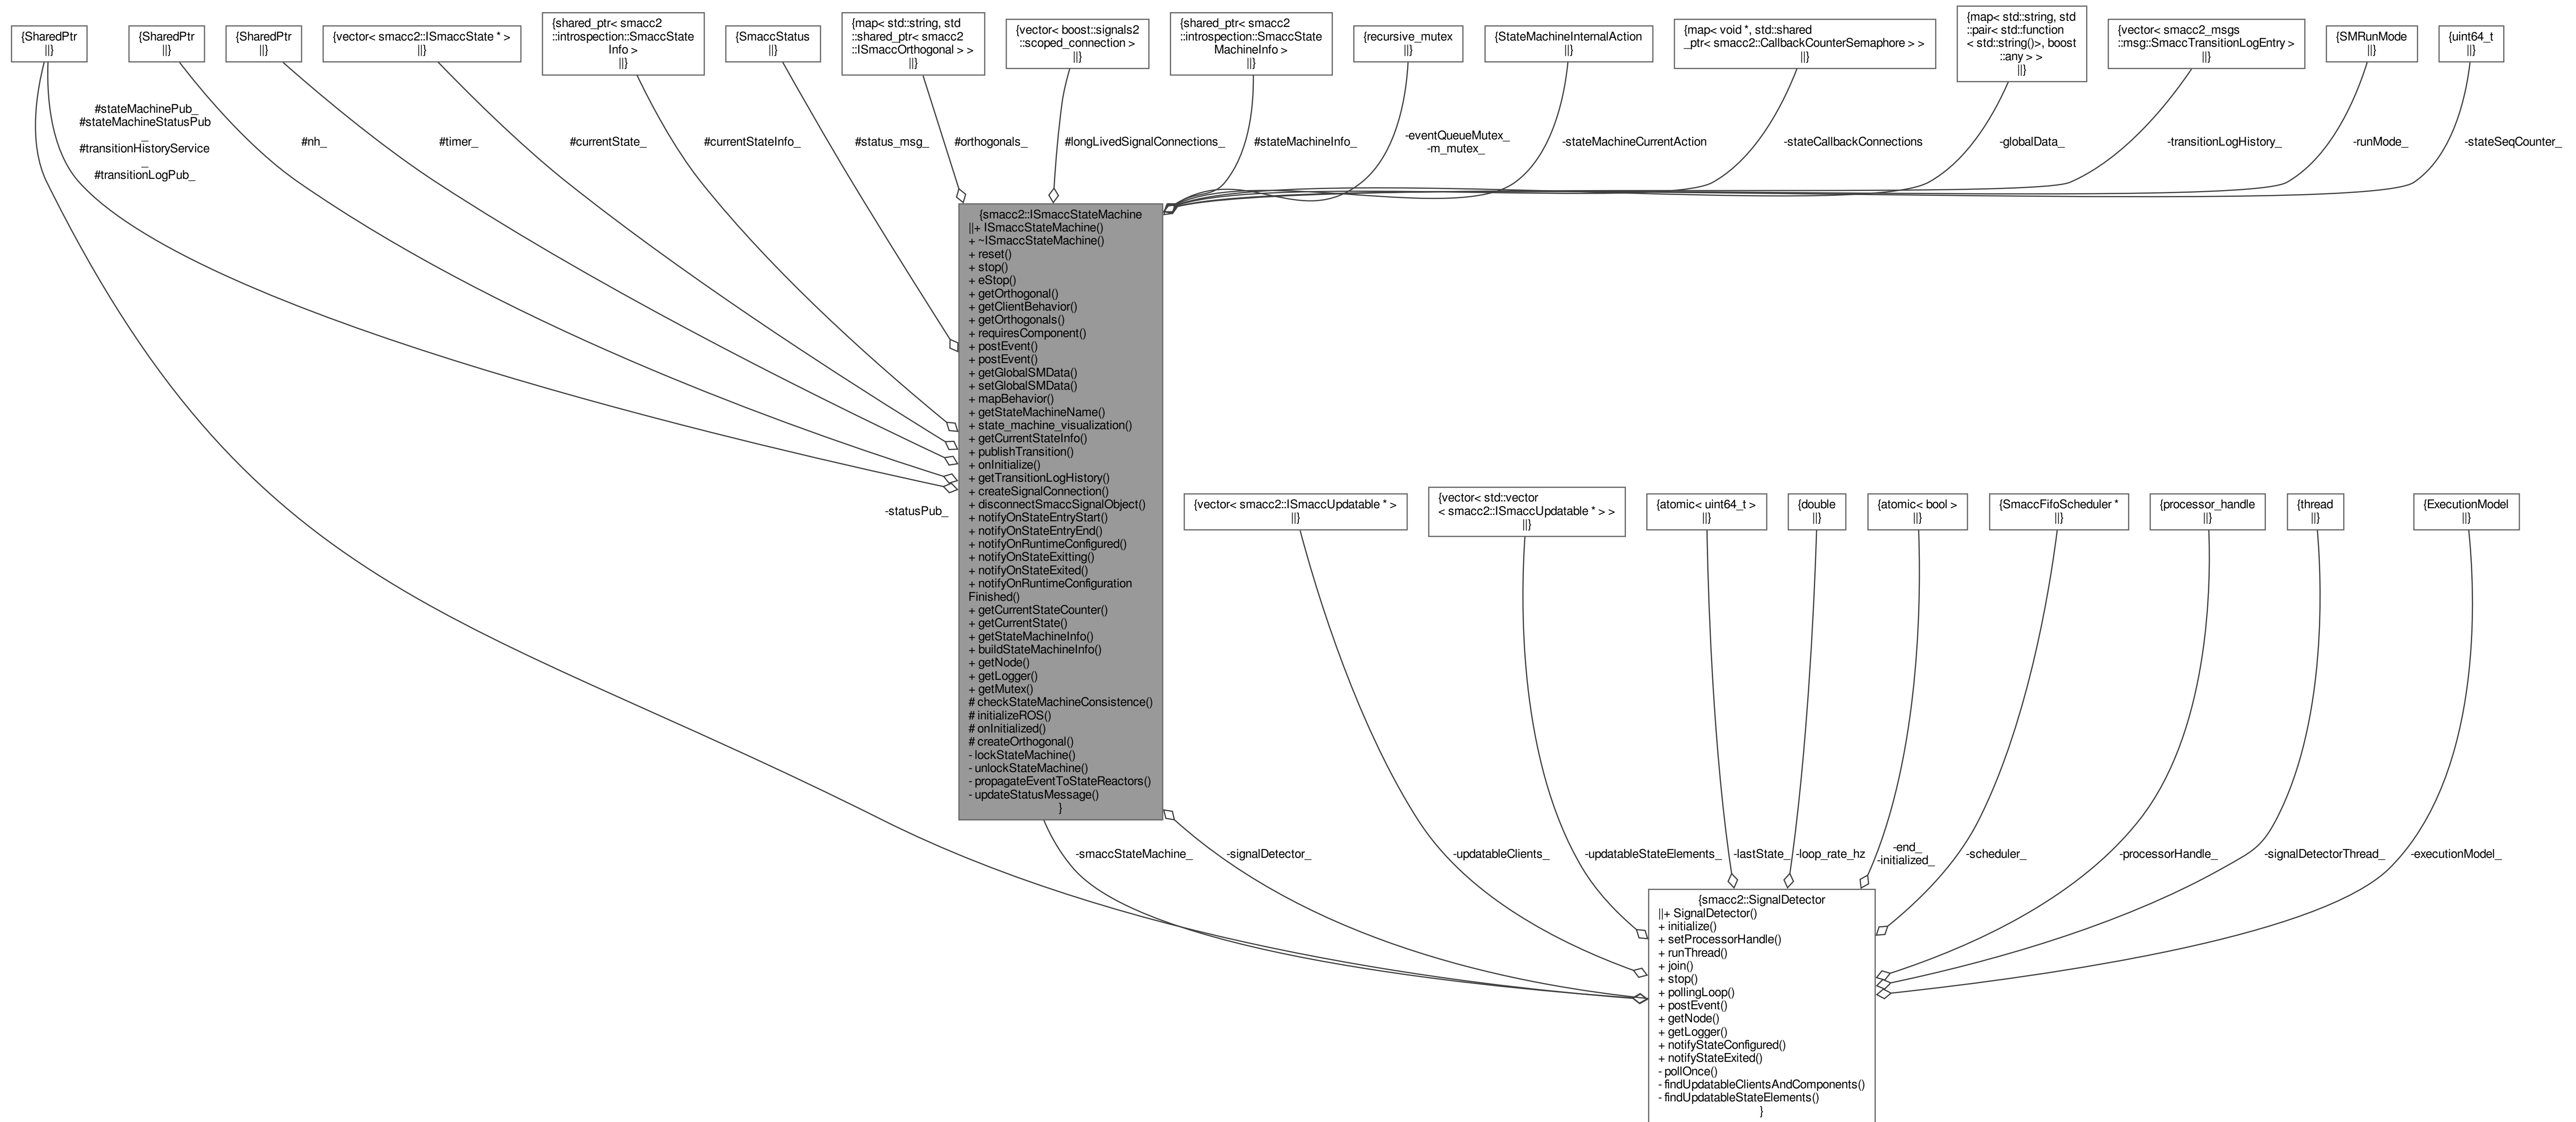 {SharedPtr
||}
{SharedPtr
||}
{SharedPtr
||}
{vector< smacc2::ISmaccState * >
||}
{shared_ptr< smacc2
::introspection::SmaccState
Info >
||}
{SmaccStatus
||}
{map< std::string, std
::shared_ptr< smacc2
::ISmaccOrthogonal > >
||}
{vector< boost::signals2
::scoped_connection >
||}
{shared_ptr< smacc2
::introspection::SmaccState
MachineInfo >
||}
{recursive_mutex
||}
{StateMachineInternalAction
||}
{map< void *, std::shared
_ptr< smacc2::CallbackCounterSemaphore > >
||}
{map< std::string, std
::pair< std::function
< std::string()>, boost
::any > >
||}
{vector< smacc2_msgs
::msg::SmaccTransitionLogEntry >
||}
{SMRunMode
||}
{uint64_t
||}
#stateMachinePub_
#stateMachineStatusPub
_
#transitionHistoryService
_
#transitionLogPub_
#nh_
#timer_
#currentState_
#currentStateInfo_
#status_msg_
#orthogonals_
#longLivedSignalConnections_
#stateMachineInfo_
-eventQueueMutex_
-m_mutex_
-stateMachineCurrentAction
-stateCallbackConnections
-globalData_
-transitionLogHistory_
-runMode_
-stateSeqCounter_
{smacc2::ISmaccStateMachine
||+ ISmaccStateMachine()
+ ~ISmaccStateMachine()
+ reset()
+ stop()
+ eStop()
+ getOrthogonal()
+ getClientBehavior()
+ getOrthogonals()
+ requiresComponent()
+ postEvent()
+ postEvent()
+ getGlobalSMData()
+ setGlobalSMData()
+ mapBehavior()
+ getStateMachineName()
+ state_machine_visualization()
+ getCurrentStateInfo()
+ publishTransition()
+ onInitialize()
+ getTransitionLogHistory()
+ createSignalConnection()
+ disconnectSmaccSignalObject()
+ notifyOnStateEntryStart()
+ notifyOnStateEntryEnd()
+ notifyOnRuntimeConfigured()
+ notifyOnStateExitting()
+ notifyOnStateExited()
+ notifyOnRuntimeConfiguration
Finished()
+ getCurrentStateCounter()
+ getCurrentState()
+ getStateMachineInfo()
+ buildStateMachineInfo()
+ getNode()
+ getLogger()
+ getMutex()
# checkStateMachineConsistence()
# initializeROS()
# onInitialized()
# createOrthogonal()
- lockStateMachine()
- unlockStateMachine()
- propagateEventToStateReactors()
- updateStatusMessage()
}
-statusPub_
{vector< smacc2::ISmaccUpdatable * >
||}
{vector< std::vector
< smacc2::ISmaccUpdatable * > >
||}
{atomic< uint64_t >
||}
{double
||}
{atomic< bool >
||}
{SmaccFifoScheduler *
||}
{processor_handle
||}
{thread
||}
{ExecutionModel
||}
-smaccStateMachine_
-signalDetector_
-updatableClients_
-updatableStateElements_
-lastState_
-loop_rate_hz
-end_
-initialized_
-scheduler_
-processorHandle_
-signalDetectorThread_
-executionModel_
{smacc2::SignalDetector
||+ SignalDetector()
+ initialize()
+ setProcessorHandle()
+ runThread()
+ join()
+ stop()
+ pollingLoop()
+ postEvent()
+ getNode()
+ getLogger()
+ notifyStateConfigured()
+ notifyStateExited()
- pollOnce()
- findUpdatableClientsAndComponents()
- findUpdatableStateElements()
}